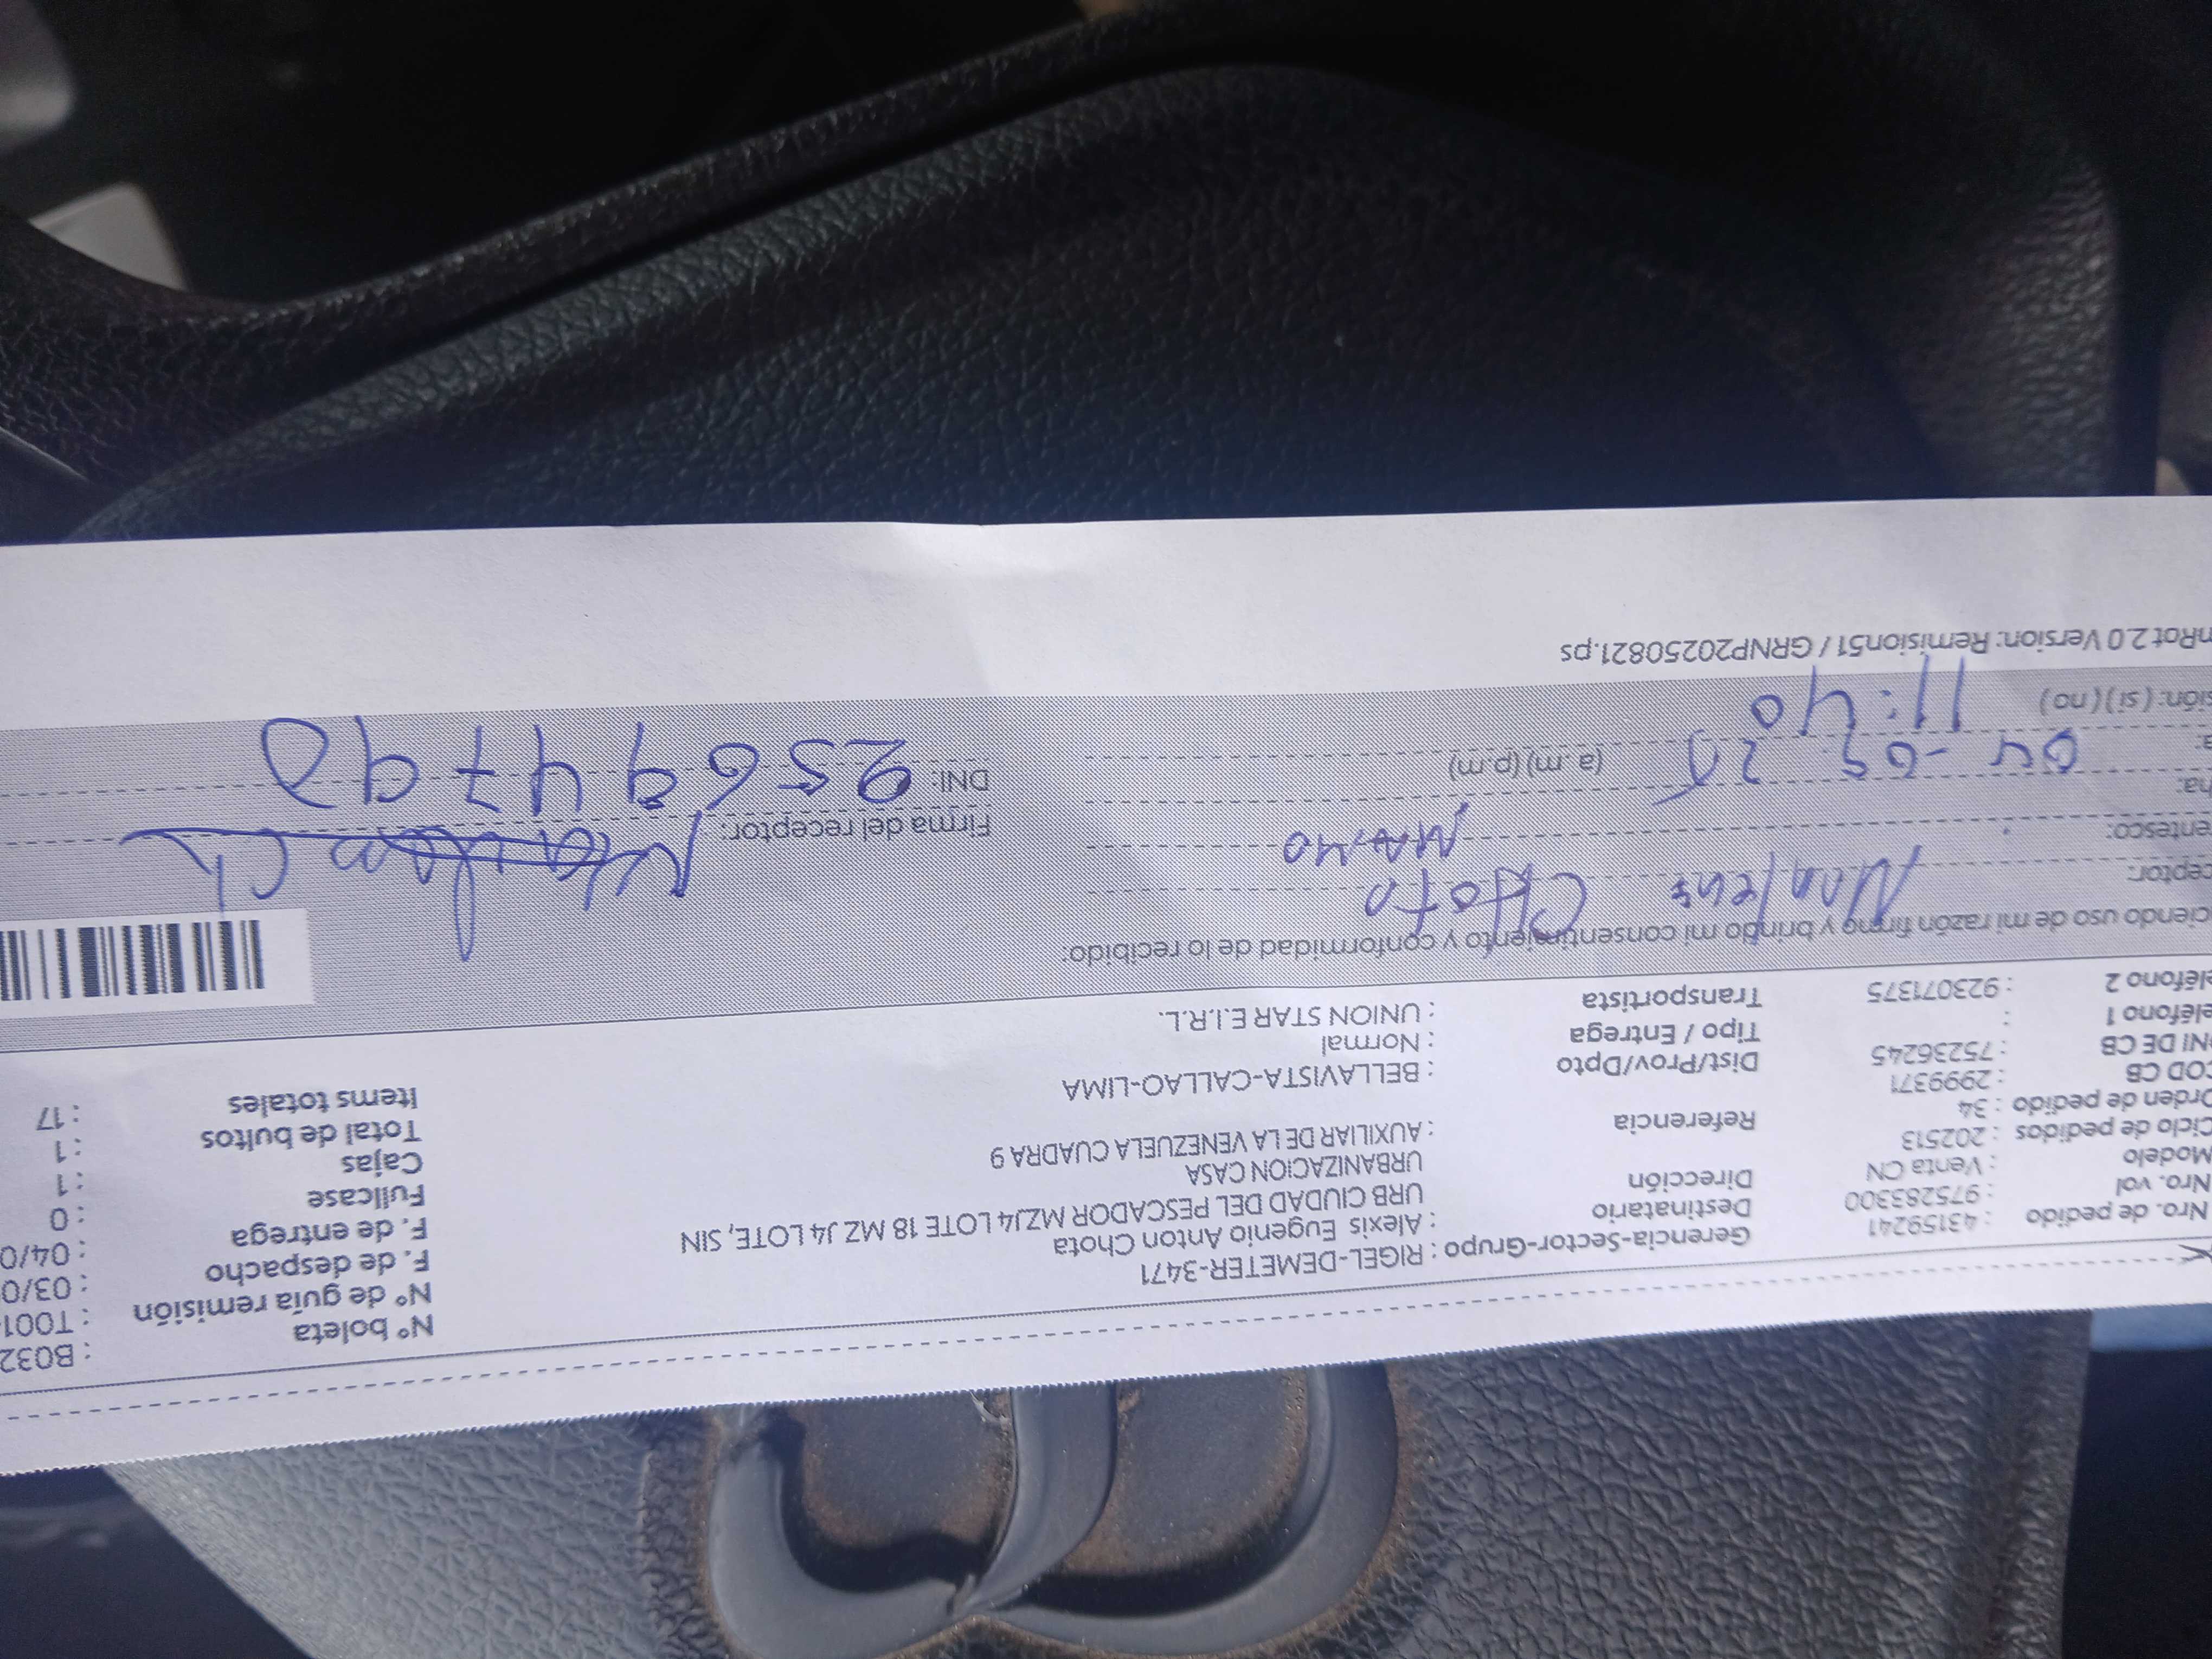 Nº boleta : B032
Nº de guía remisión : T001-
F. de despacho : 03/0
F. de entrega : 04/0
Fullcase : 0
Cajas : 1
Total de bultos : 1
Items totales : 17
Gerencia-Sector-Grupo : RIGEL-DEMETER-3471
Destinatario : Alexis Eugenio Anton Chota
Dirección URB CIUDAD DEL PESCADOR MZJ4 LOTE 18 MZ J4 LOTE, SIN
URBANIZACION CASA
Referencia : AUXILIAR DE LA VENEZUELA CUADRA 9
Dist/Prov/Dpto : BELLAVISTA-CALLAO-LIMA
Tipo / Entrega : Normal
Transportista : UNION STAR E.I.R.L.
Nro. de pedido : 43159241
Nro. vol : 975283300
Modelo : Venta CN
Ciclo de pedidos : 202513
Orden de pedido : 34
COD CB : 2999371
NI DE CB : 75236245
eléfono 1 :
eléfono 2 : 923071375
ciendo uso de mi razón firmo y brindo mi consentimiento y conformidad de lo recibido:
ceptor: CHOTA
entesco:
ha: 04-09-25
a: 11:40 (a.m) (p.m)
sión: (si) (no)
Firma del receptor:
DNI: 25694790
nRot 2.0 Version: Remision51 / GRNP20250821.ps